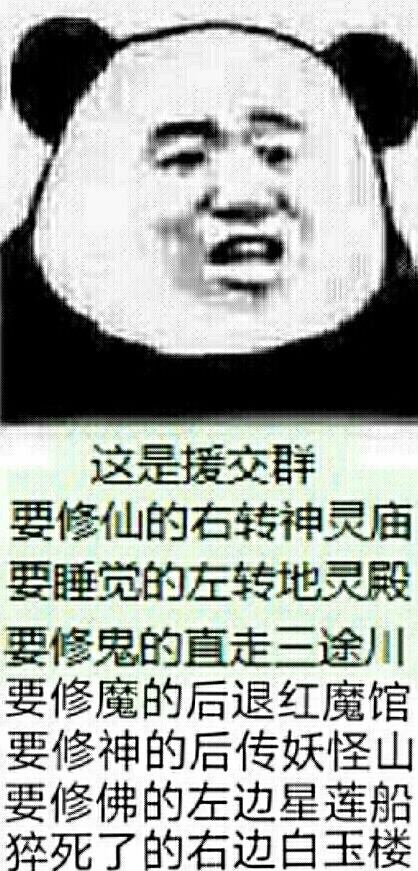 这是援交群
要修仙的右转神灵庙
要睡觉的左转地灵殿
要修鬼的直走三途川
要修魔的后退红魔馆
要修神的后传妖怪山
要修佛的左边星莲船
猝死了的右边白玉楼